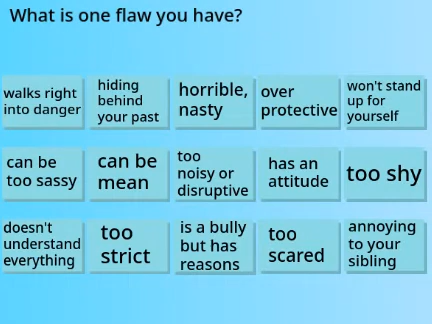 What is one flaw you have?
walks right
into danger
hiding
behind
your past
horrible,
nasty
over
protective
won't stand
up for
yourself
can be
too sassy
can be
mean
too
noisy or
disruptive
has an
attitude
too shy
doesn't
understand
everything
too
strict
is a bully
but has
reasons
too
scared
annoying
to your
sibling